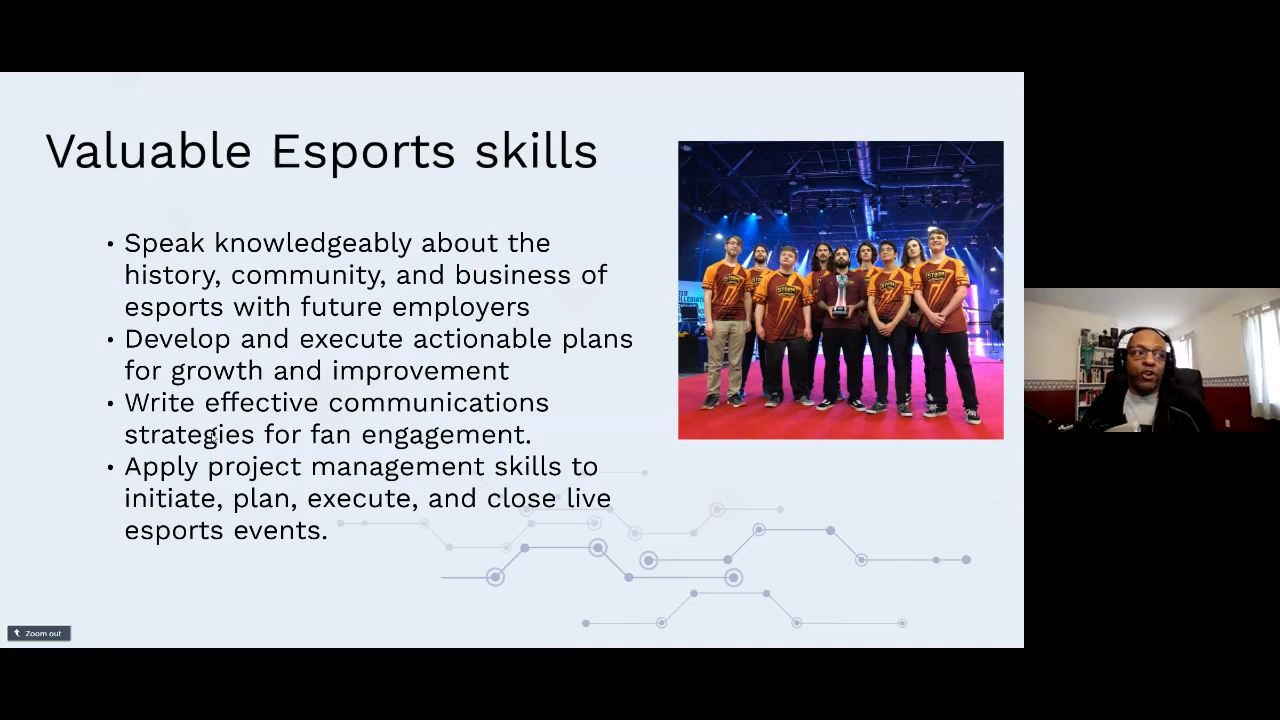 Valuable Esports skills
• Speak knowledgeably about the
history, community, and business of
esports with future employers
• Develop and execute actionable plans
for growth and improvement
• Write effective communications
strategies for fan engagement.
• Apply project management skills to
initiate, plan, execute, and close live
esports events.
STORM
Zoom out